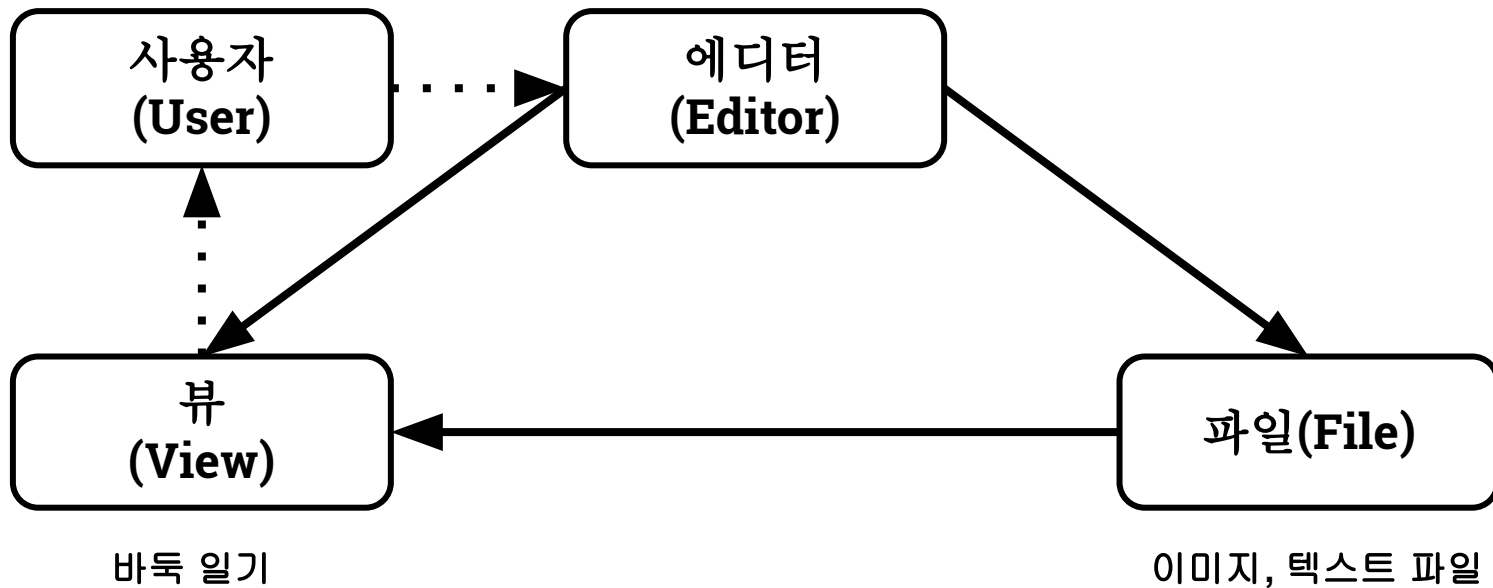 사용자
(User)
에디터
(Editor)
뷰
(View)
파일(File)
바둑 일기
이미지, 텍스트 파일